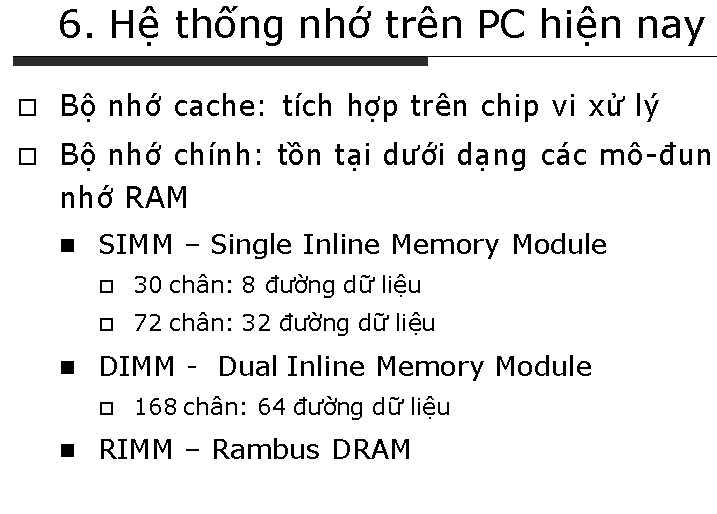 6. Hệ thống nhớ trên PC hiện nay
Bộ nhớ cache: tích hợp trên chip vi xử lý
Bộ nhớ chính: tồn tại dưới dạng các mô-đun
nhớ RAM
SIMM – Single Inline Memory Module
30 chân: 8 đường dữ liệu
72 chân: 32 đường dữ liệu
DIMM - Dual Inline Memory Module
168 chân: 64 đường dữ liệu
RIMM – Rambus DRAM